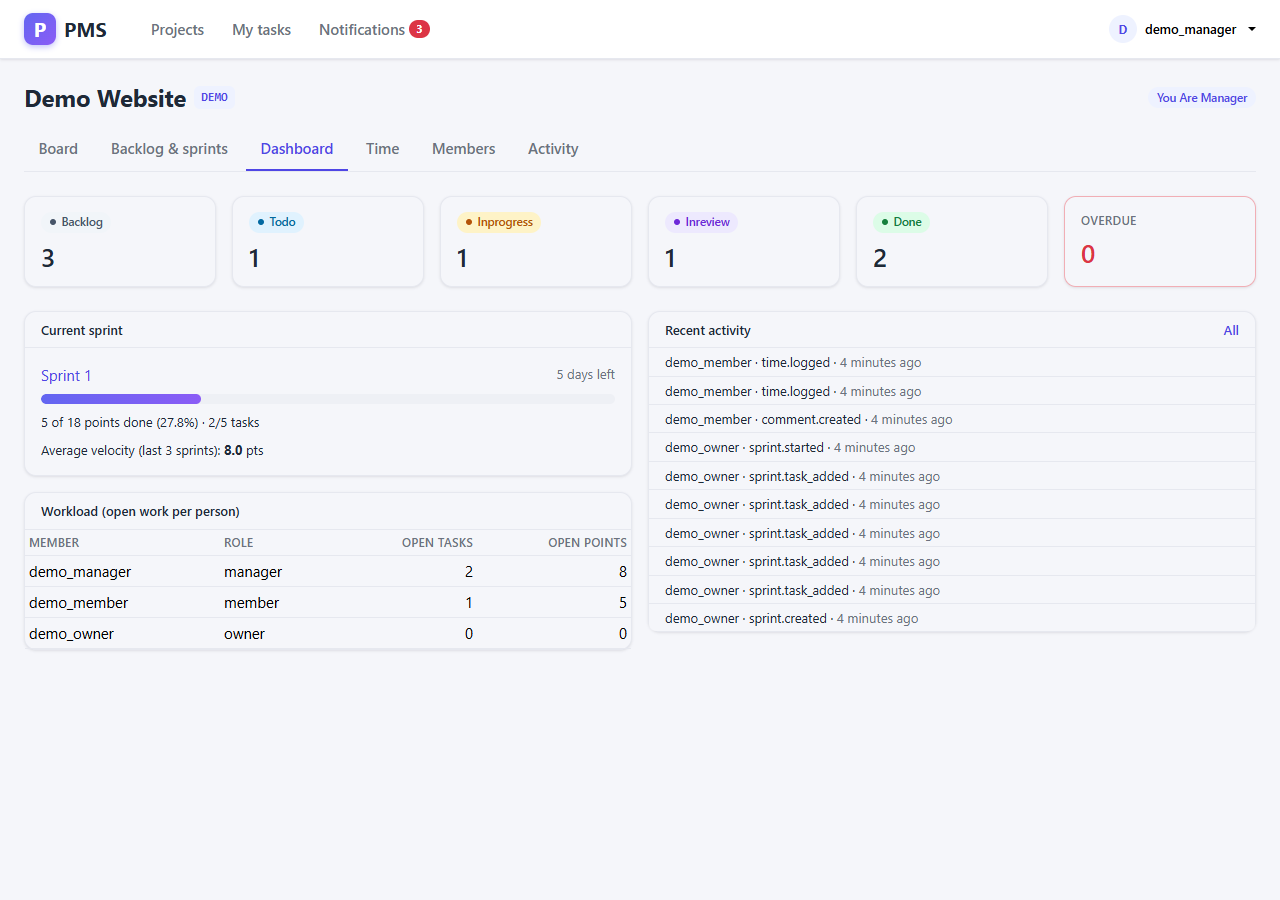 P PMS Projects My tasks Notifications 3 D demo_manager
Demo Website DEMO You Are Manager
Board Backlog & sprints Dashboard Time Members Activity
Backlog Todo Inprogress Inreview Done OVERDUE
3 1 1 1 2 0
Current sprint
Sprint 1 5 days left
5 of 18 points done (27.8%) · 2/5 tasks
Average velocity (last 3 sprints): 8.0 pts
Workload (open work per person)
MEMBER ROLE OPEN TASKS OPEN POINTS
demo_manager manager 2 8
demo_member member 1 5
demo_owner owner 0 0
Recent activity All
demo_member · time.logged · 4 minutes ago
demo_member · time.logged · 4 minutes ago
demo_member · comment.created · 4 minutes ago
demo_owner · sprint.started · 4 minutes ago
demo_owner · sprint.task_added · 4 minutes ago
demo_owner · sprint.task_added · 4 minutes ago
demo_owner · sprint.task_added · 4 minutes ago
demo_owner · sprint.task_added · 4 minutes ago
demo_owner · sprint.task_added · 4 minutes ago
demo_owner · sprint.created · 4 minutes ago